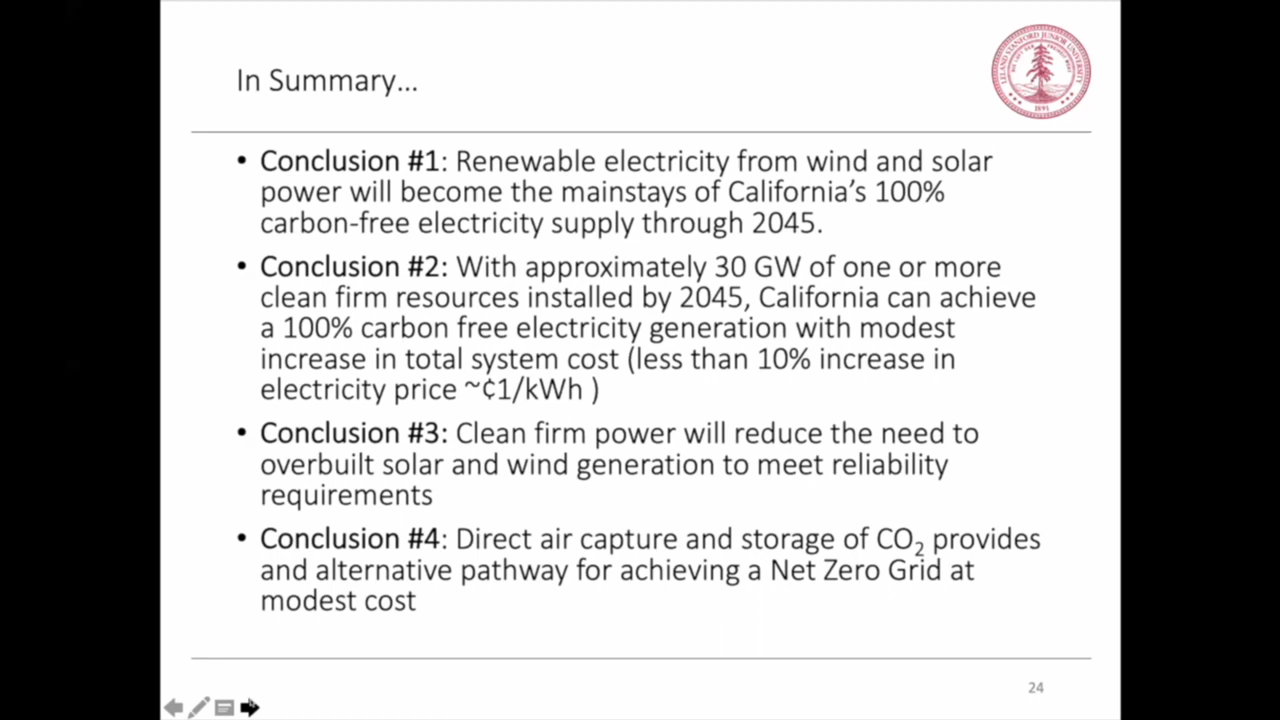 In Summary...
LELAND STANFORD JUNIOR UNIVERSITY
1891
• Conclusion #1: Renewable electricity from wind and solar
power will become the mainstays of California's 100%
carbon-free electricity supply through 2045.
• Conclusion #2: With approximately 30 GW of one or more
clean firm resources installed by 2045, California can achieve
a 100% carbon free electricity generation with modest
increase in total system cost (less than 10% increase in
electricity price ~¢1/kWh )
• Conclusion #3: Clean firm power will reduce the need to
overbuilt solar and wind generation to meet reliability
requirements
• Conclusion #4: Direct air capture and storage of CO₂ provides
and alternative pathway for achieving a Net Zero Grid at
modest cost
24